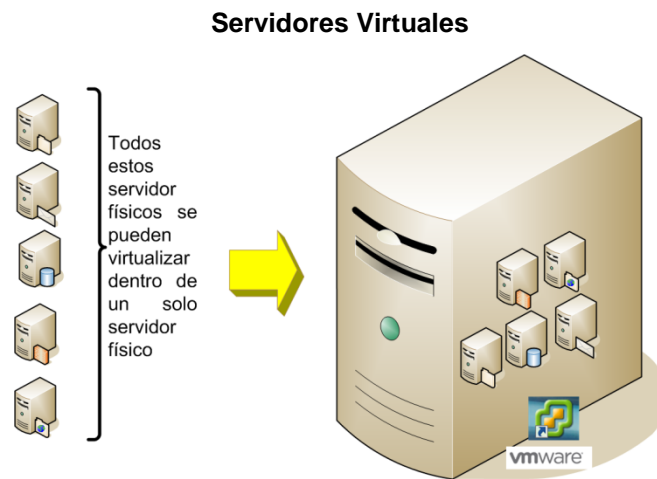 Servidores Virtuales
Todos
estos
servidor
físicos se
pueden
virtualizar
dentro de
un solo
servidor
físico
vmware